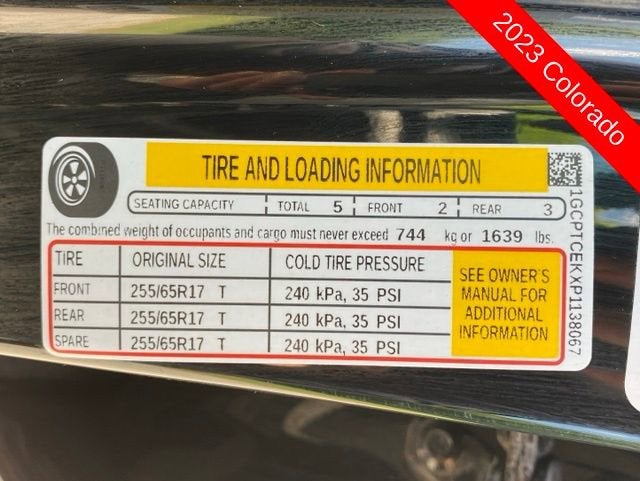 2023 Colorado
TIRE AND LOADING INFORMATION
SEATING CAPACITY TOTAL 5 FRONT 2 REAR 3
The combined weight of occupants and cargo must never exceed 744 kg or 1639 lbs.
TIRE ORIGINAL SIZE COLD TIRE PRESSURE
FRONT 255/65R17 T 240 kPa, 35 PSI
REAR 255/65R17 T 240 kPa, 35 PSI
SPARE 255/65R17 T 240 kPa, 35 PSI
SEE OWNER'S
MANUAL FOR
ADDITIONAL
INFORMATION
1GCPTCEKXP1138067